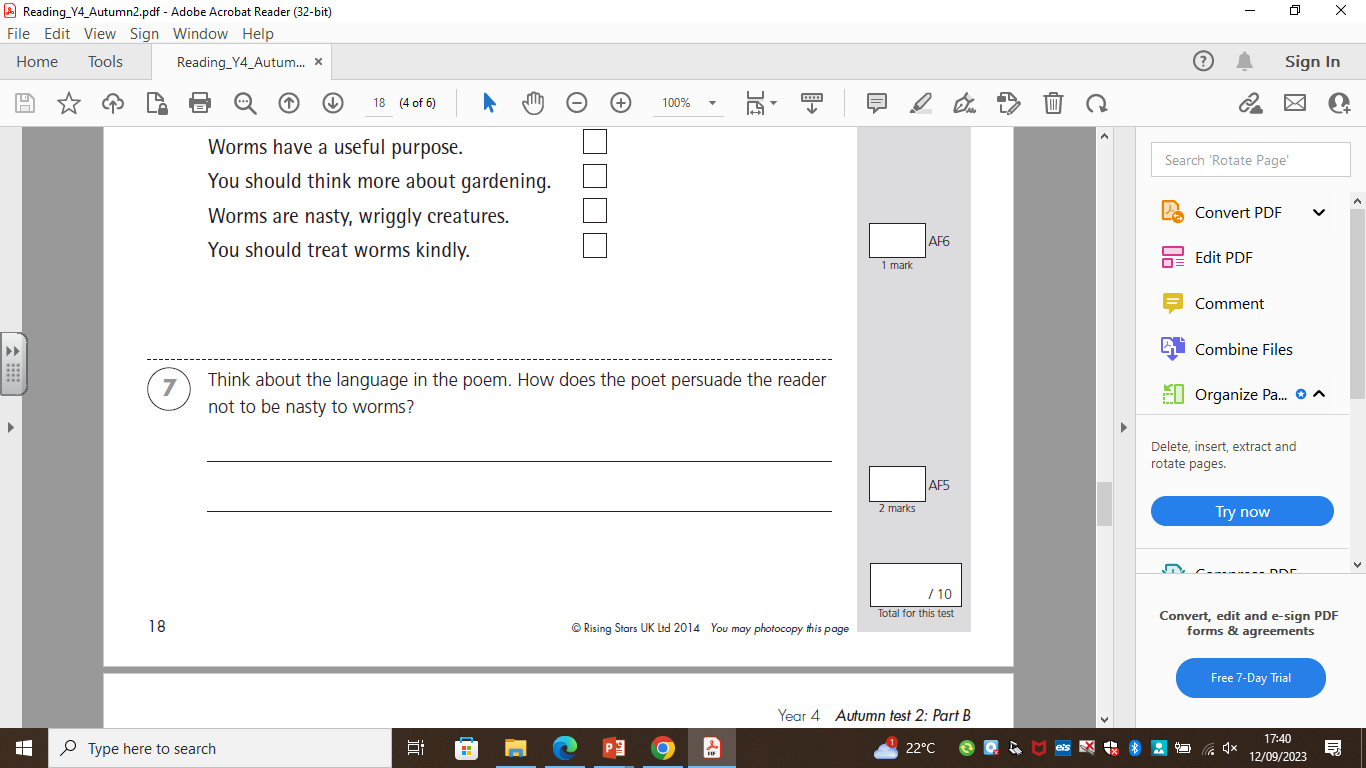 Reading_Y4_Autumn2.pdf - Adobe Acrobat Reader (32-bit)
File Edit View Sign Window Help
Home Tools Reading_Y4_Autum... ×
Sign In
18 (4 of 6) 100%
Worms have a useful purpose.
You should think more about gardening.
Worms are nasty, wriggly creatures.
You should treat worms kindly.
AF6
1 mark
7 Think about the language in the poem. How does the poet persuade the reader
not to be nasty to worms?
AF5
2 marks
/ 10
Total for this test
18
© Rising Stars UK Ltd 2014 You may photocopy this page
Year 4 Autumn test 2: Part B
Search 'Rotate Page'
Convert PDF
Edit PDF
Comment
Combine Files
Organize Pa...
Delete, insert, extract and
rotate pages.
Try now
Compress PDF
Convert, edit and e-sign PDF
forms & agreements
Free 7-Day Trial
Type here to search
1
22°C
17:40
12/09/2023